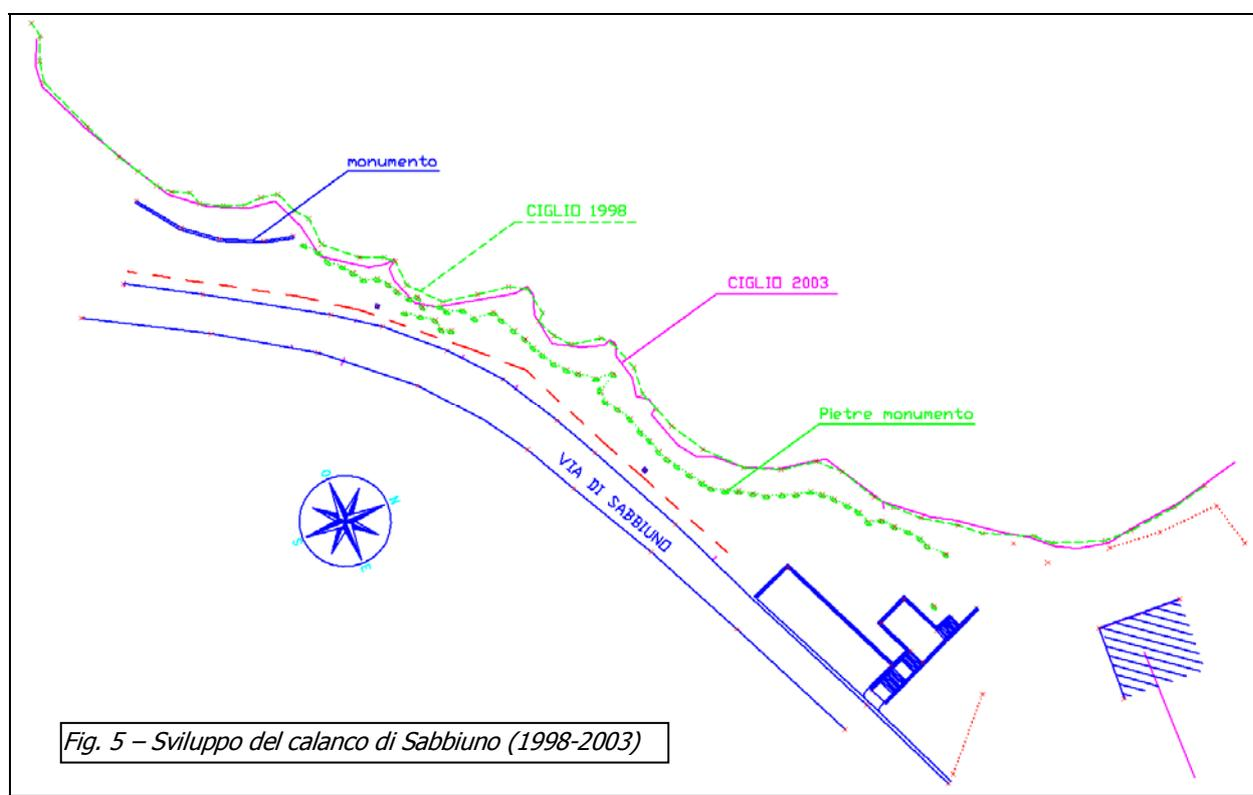 monumento
CIGLIO 1998
CIGLIO 2003
Pietre monumento
VIA DI SABBIUNO
O
N
S
E
Fig. 5 – Sviluppo del calanco di Sabbiuno (1998-2003)